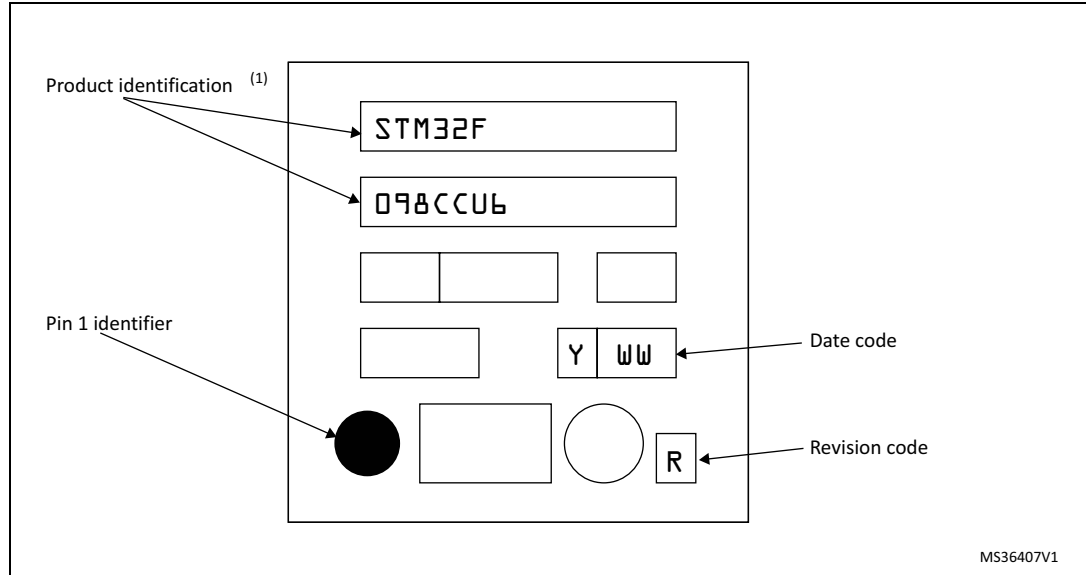 Product identification (1)
STM32F
098CCU6
Pin 1 identifier
Y WW
Date code
R
Revision code
MS36407V1